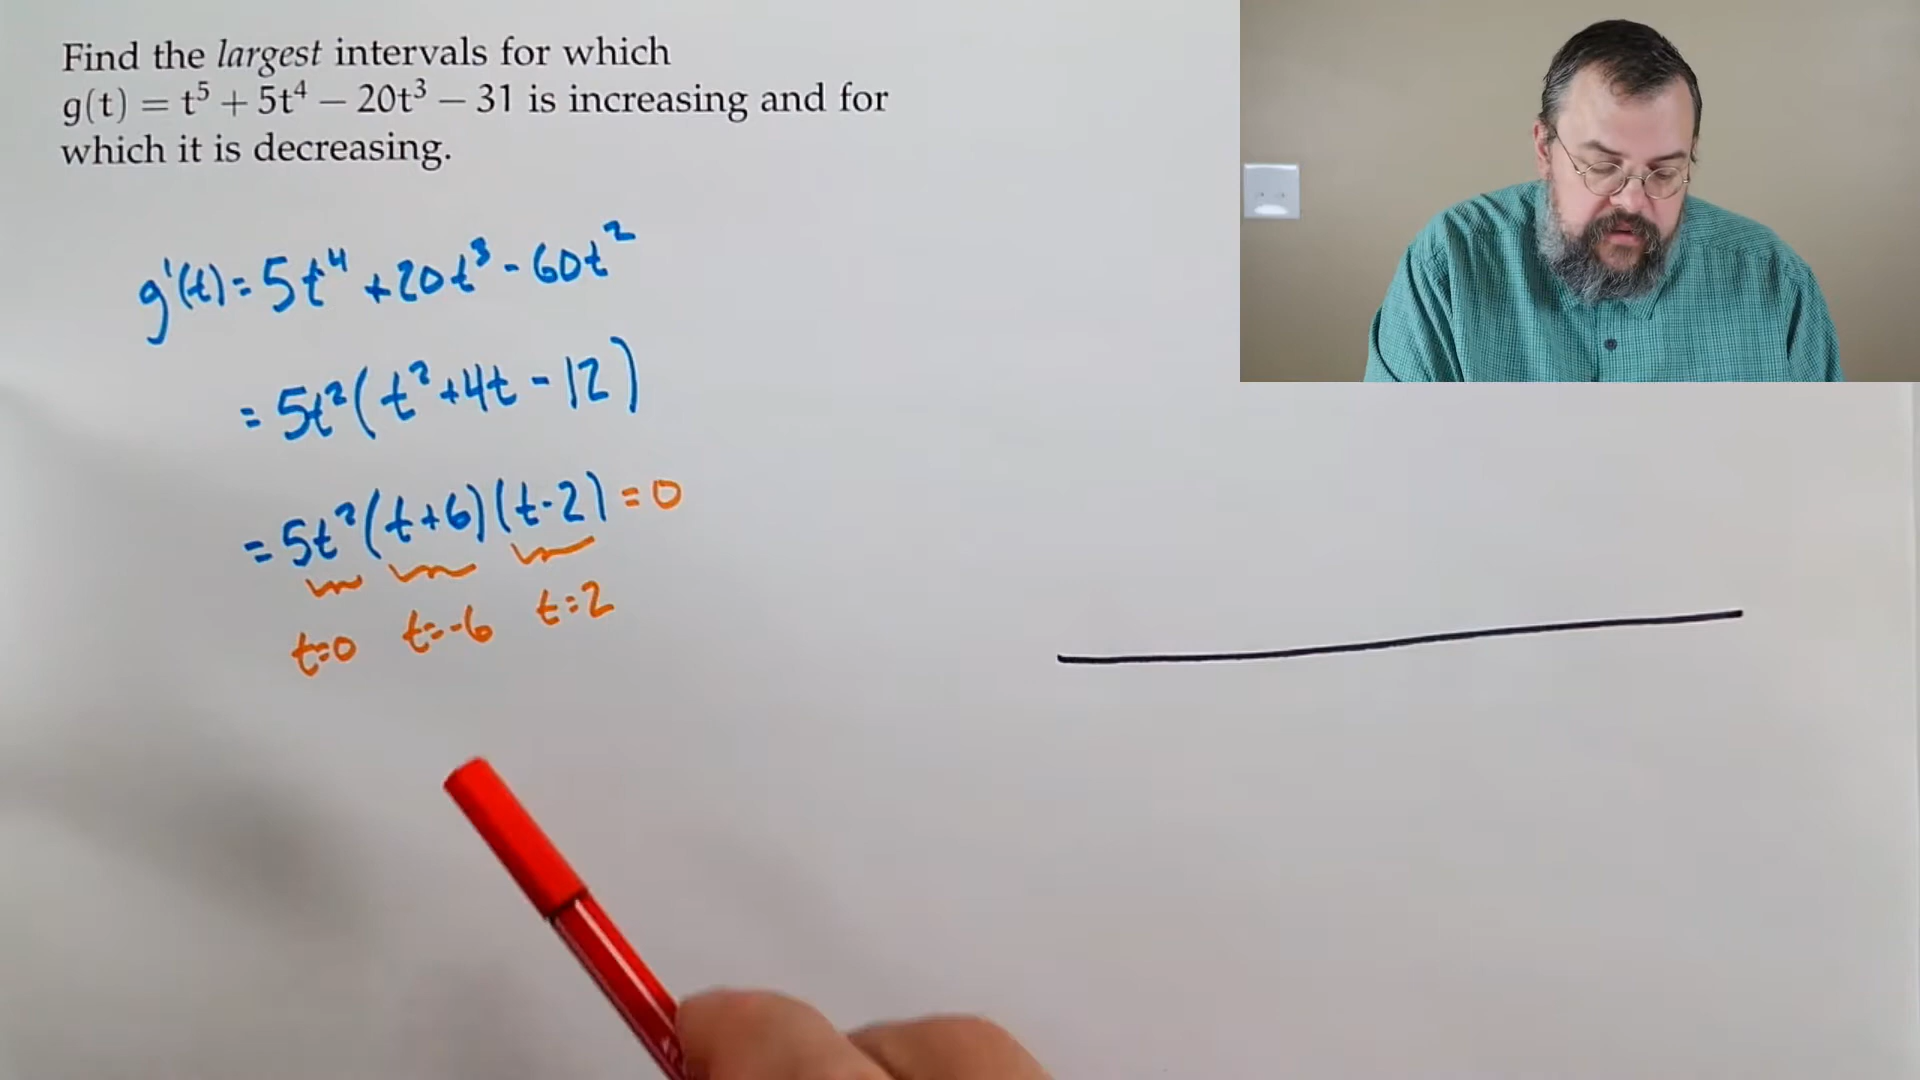 Find the largest intervals for which
g(t) = t⁵ + 5t⁴ − 20t³ − 31 is increasing and for
which it is decreasing.
g'(t) = 5t⁴ + 20t³ - 60t²
= 5t²(t² + 4t - 12)
= 5t²(t+6)(t-2) = 0
t=0 t=-6 t=2